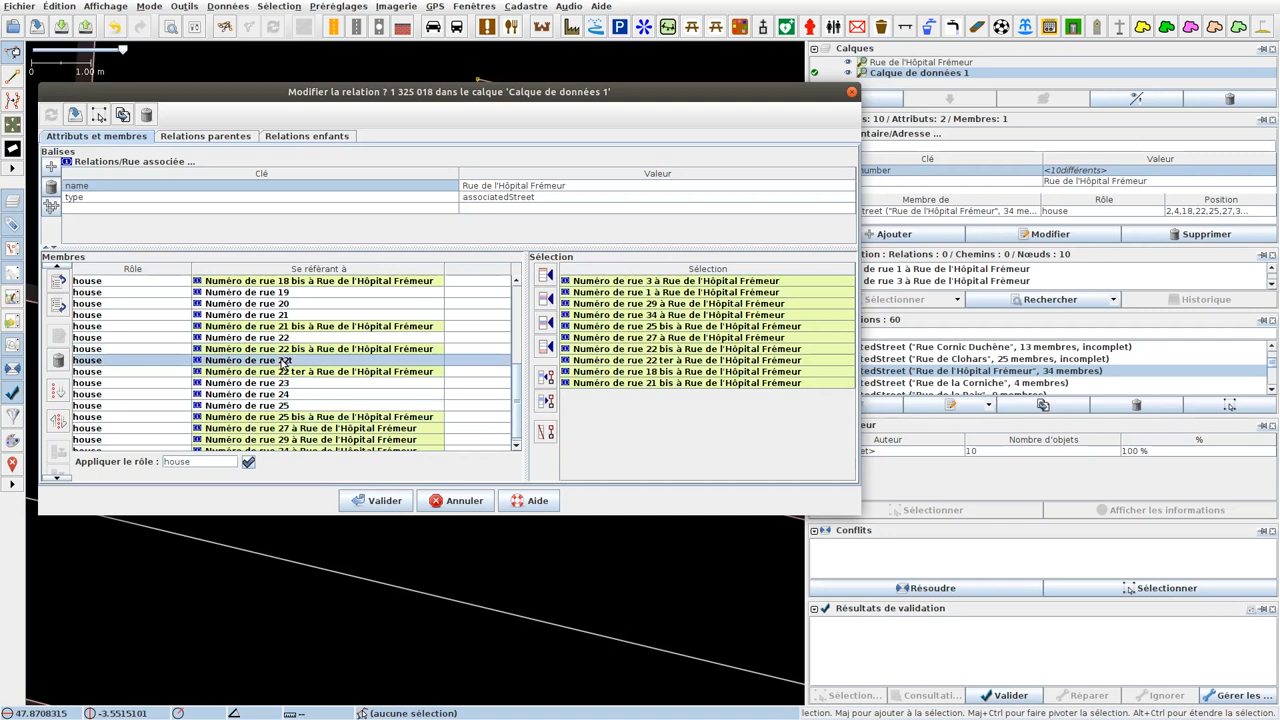 Fichier Édition Affichage Mode Outils Données Sélection Préréglages Imagerie GPS Fenêtres Cadastre Audio Aide
0 1.00 m
Calques
Rue de l'Hôpital Frémeur
Calque de données 1
Modifier la relation ? 1 325 018 dans le calque 'Calque de données 1'
: 10 / Attributs: 2 / Membres: 1
Attributs et membres Relations parentes Relations enfants
ntaire/Adresse ...
Balises
Relations/Rue associée ...
Clé Valeur
Clé Valeur
number <10différents>
name Rue de l'Hôpital Frémeur
Rue de l'Hôpital Frémeur
type associatedStreet
Membre de Rôle Position
treet ("Rue de l'Hôpital Frémeur", 34 me... house 2,4,18,22,25,27,3...
Ajouter Modifier Supprimer
Membres
Rôle Se référant à
house Numéro de rue 18 bis à Rue de l'Hôpital Frémeur
house Numéro de rue 19
house Numéro de rue 20
house Numéro de rue 21
house Numéro de rue 21 bis à Rue de l'Hôpital Frémeur
house Numéro de rue 22
house Numéro de rue 22 bis à Rue de l'Hôpital Frémeur
house Numéro de rue
house Numéro de rue 22 ter à Rue de l'Hôpital Frémeur
house Numéro de rue 23
house Numéro de rue 24
house Numéro de rue 25
house Numéro de rue 25 bis à Rue de l'Hôpital Frémeur
house Numéro de rue 27 à Rue de l'Hôpital Frémeur
house Numéro de rue 29 à Rue de l'Hôpital Frémeur
Appliquer le rôle : house
Sélection
Sélection
Numéro de rue 3 à Rue de l'Hôpital Frémeur
Numéro de rue 1 à Rue de l'Hôpital Frémeur
Numéro de rue 29 à Rue de l'Hôpital Frémeur
Numéro de rue 34 à Rue de l'Hôpital Frémeur
Numéro de rue 25 bis à Rue de l'Hôpital Frémeur
Numéro de rue 27 à Rue de l'Hôpital Frémeur
Numéro de rue 22 bis à Rue de l'Hôpital Frémeur
Numéro de rue 22 ter à Rue de l'Hôpital Frémeur
Numéro de rue 18 bis à Rue de l'Hôpital Frémeur
Numéro de rue 21 bis à Rue de l'Hôpital Frémeur
Valider Annuler Aide
tion : Relations : 0 / Chemins : 0 / Nœuds : 10
de rue 1 à Rue de l'Hôpital Frémeur
de rue 3 à Rue de l'Hôpital Frémeur
Sélectionner Rechercher Historique
ions : 60
tedStreet ("Rue Cornic Duchène", 13 membres, incomplet)
tedStreet ("Rue de Clohars", 25 membres, incomplet)
tedStreet ("Rue de l'Hôpital Frémeur", 34 membres)
tedStreet ("Rue de la Corniche", 4 membres)
eur
Auteur Nombre d'objets %
et> 10 100 %
Sélectionner Afficher les informations
Conflits
Résoudre Sélectionner
Résultats de validation
Sélection... Consultati... Valider Réparer Ignorer Gérer les ...
47.8708315 -3.5515101 -- (aucune sélection) lection. Maj pour ajouter à la sélection. Maj+Ctrl pour faire pivoter la sélection. Alt+Ctrl pour étendre la sélection.